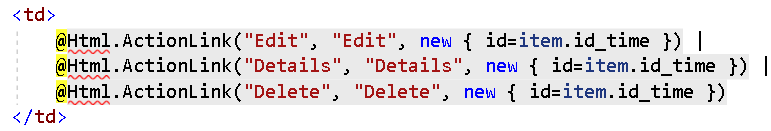 <td>
@Html.ActionLink("Edit", "Edit", new { id=item.id_time }) |
@Html.ActionLink("Details", "Details", new { id=item.id_time }) |
@Html.ActionLink("Delete", "Delete", new { id=item.id_time })
</td>